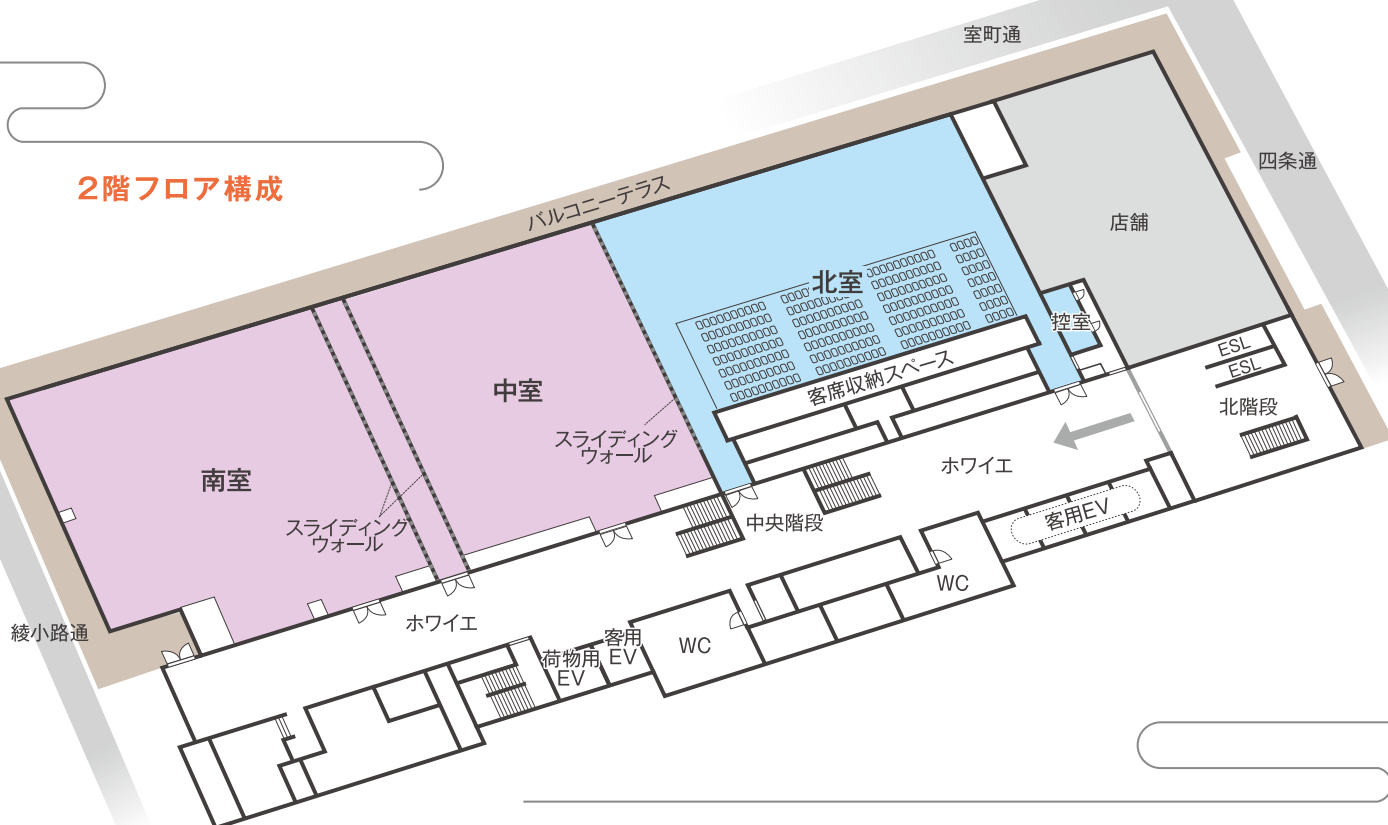 室町通
四条通
2階フロア構成
バルコニーテラス
店舗
北室
控室
客席収納スペース
ESL
ESL
北階段
中室
スライディング
ウォール
ホワイエ
南室
スライディング
ウォール
中央階段
客用EV
WC
綾小路通
ホワイエ
客用
EV
WC
荷物用
EV